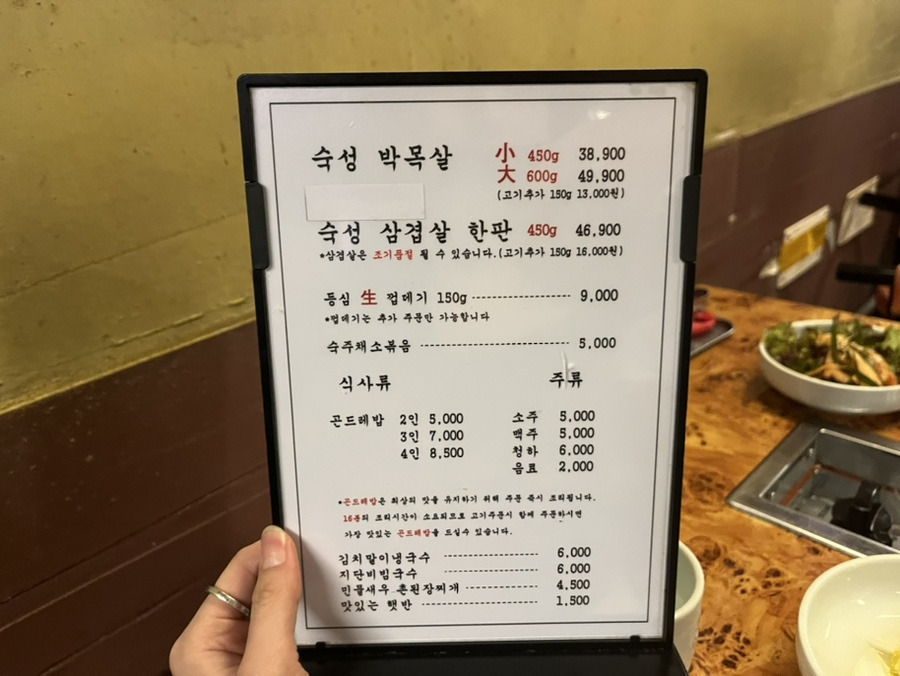 숙성 박목살 小 450g 38,900
大 600g 49,900
(고기추가 150g 13,000원)
숙성 삼겹살 한판 450g 46,900
*삼겹살은 조기품절 될 수 있습니다.(고기추가 150g 16,000원)
등심 生 껍데기 150g 9,000
*껍데기는 추가 주문만 가능합니다
숙주채소볶음 5,000
식사류 주류
곤드레밥 2인 5,000 소주 5,000
3인 7,000 맥주 5,000
4인 8,500 청하 6,000
음료 2,000
*곤드레밥은 최상의 맛을 유지하기 위해 주문 즉시 조리됩니다.
16분의 조리시간이 소요되므로 고기주문시 함께 주문하시면
가장 맛있는 곤드레밥을 드실수 있습니다.
김치말이냉국수 6,000
지단비빔국수 6,000
민물새우 촌된장찌개 4,500
맛있는 햇반 1,500